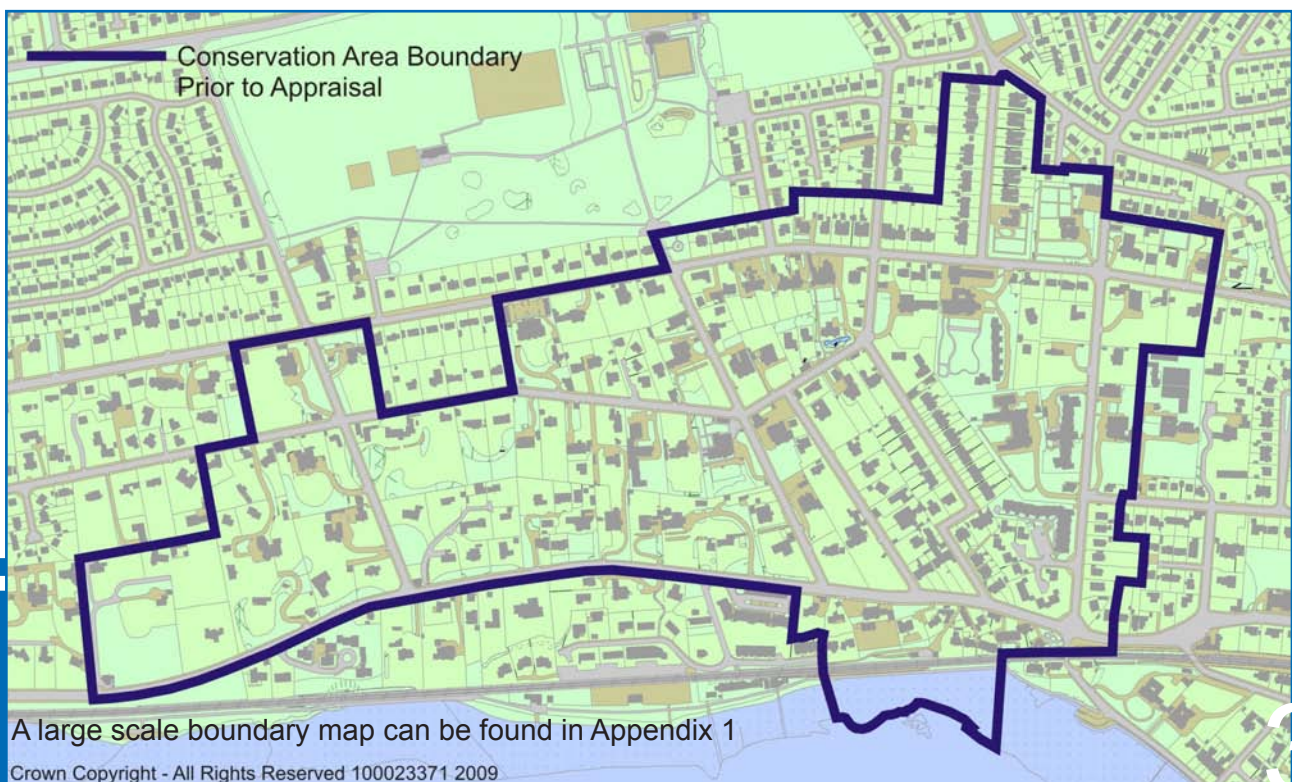 Conservation Area Boundary
Prior to Appraisal
A large scale boundary map can be found in Appendix 1
Crown Copyright - All Rights Reserved 100023371 2009